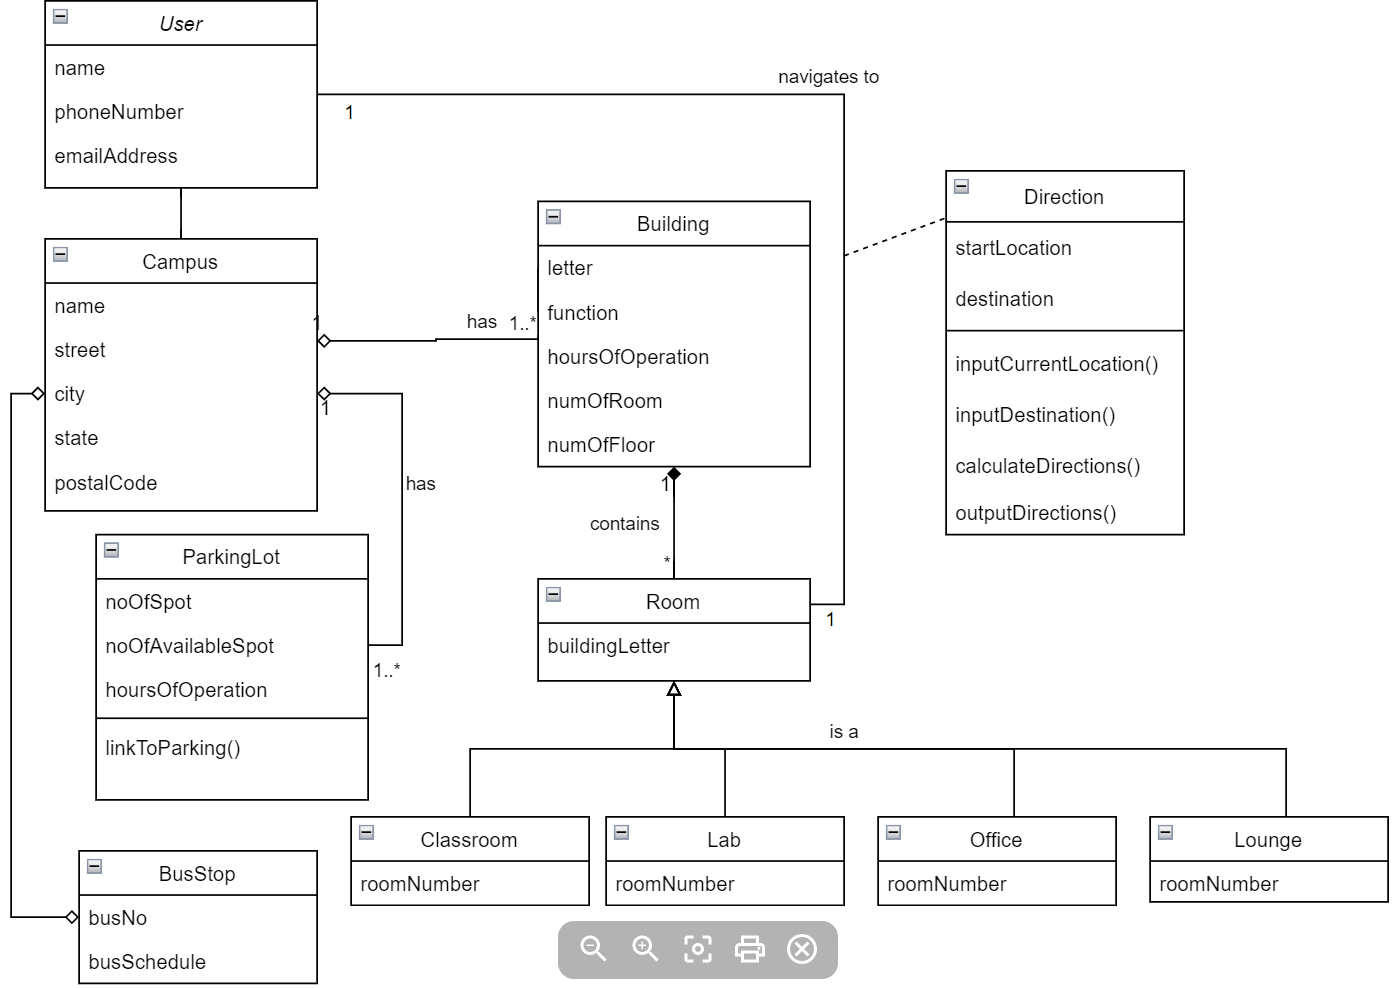 User
name
phoneNumber
emailAddress
navigates to
1
Campus
name
street
city
state
postalCode
1
has 1..*
1
has
Building
letter
function
hoursOfOperation
numOfRoom
numOfFloor
Direction
startLocation
destination
inputCurrentLocation()
inputDestination()
calculateDirections()
outputDirections()
1
contains
*
ParkingLot
noOfSpot
noOfAvailableSpot
hoursOfOperation
linkToParking()
1..*
Room
buildingLetter
1
is a
Classroom
roomNumber
Lab
roomNumber
Office
roomNumber
Lounge
roomNumber
BusStop
busNo
busSchedule